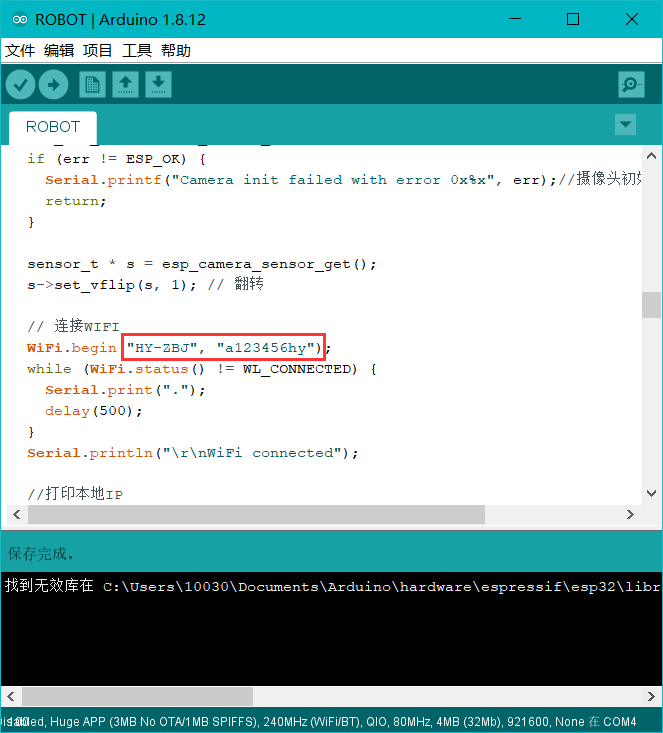 ROBOT | Arduino 1.8.12
文件 编辑 项目 工具 帮助
ROBOT
if (err != ESP_OK) {
Serial.printf("Camera init failed with error 0x%x", err);//摄像头初
return;
}
sensor_t * s = esp_camera_sensor_get();
s->set_vflip(s, 1); // 翻转
// 连接WIFI
WiFi.begin "HY-ZBJ", "a123456hy");
while (WiFi.status() != WL_CONNECTED) {
Serial.print(".");
delay(500);
}
Serial.println("\r\nWiFi connected");
//打印本地IP
保存完成。
找到无效库在 C:\Users\10030\Documents\Arduino\hardware\espressif\esp32\libr
Huge APP (3MB No OTA/1MB SPIFFS), 240MHz (WiFi/BT), QIO, 80MHz, 4MB (32Mb), 921600, None 在 COM4